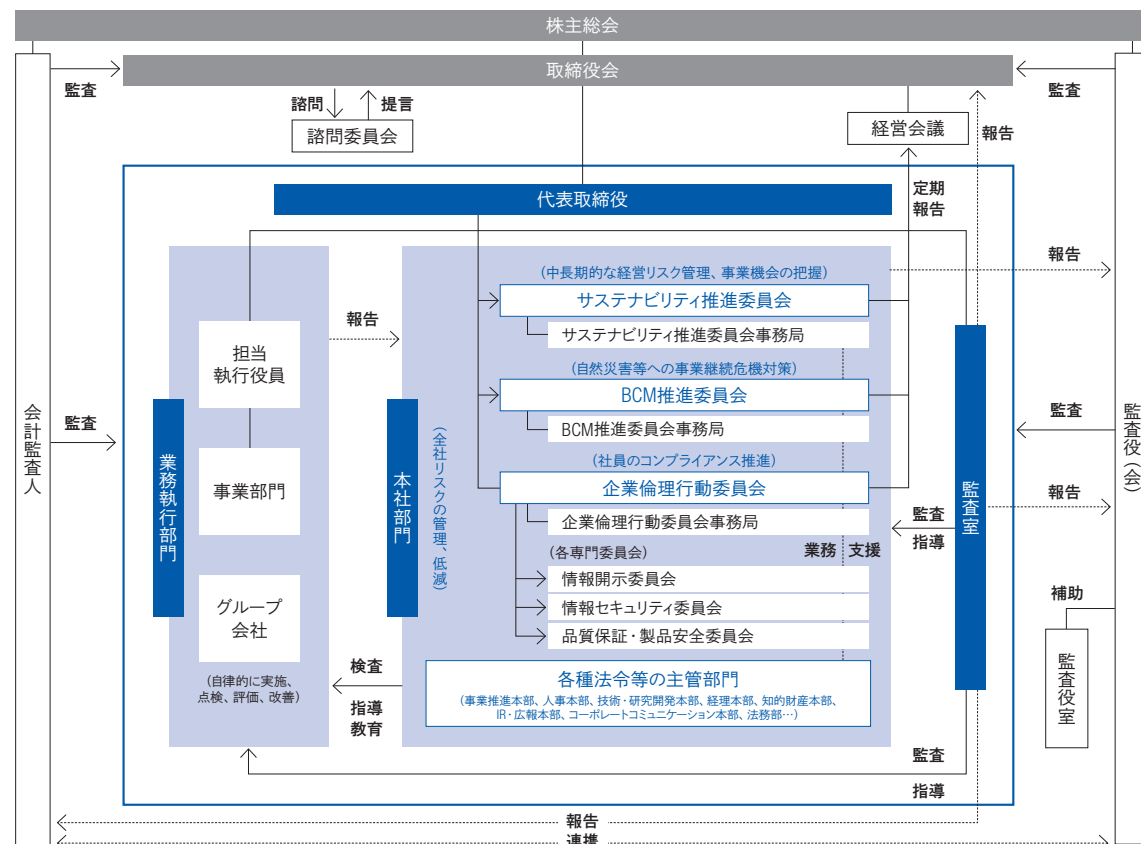 株主総会
取締役会
監査
監査
諮問
提言
報告
諮問委員会
経営会議
代表取締役
定期
報告
報告
(中長期的な経営リスク管理、事業機会の把握)
サステナビリティ推進委員会
サステナビリティ推進委員会事務局
報告
担当
執行役員
(自然災害等への事業継続危機対策)
BCM推進委員会
BCM推進委員会事務局
会計監査人
監査
業務執行部門
事業部門
本社部門
(全社リスクの管理、低減)
(社員のコンプライアンス推進)
企業倫理行動委員会
企業倫理行動委員会事務局
監査室
監査
監査役(会)
報告
監査
指導
業務
支援
(各専門委員会)
情報開示委員会
情報セキュリティ委員会
品質保証・製品安全委員会
グループ
会社
(自律的に実施、
点検、評価、改善)
検査
指導
教育
各種法令等の主管部門
(事業推進本部、人事本部、技術・研究開発本部、経理本部、知的財産本部、
IR・広報本部、コーポレートコミュニケーション本部、法務部…)
補助
監査役室
監査
指導
報告
連携